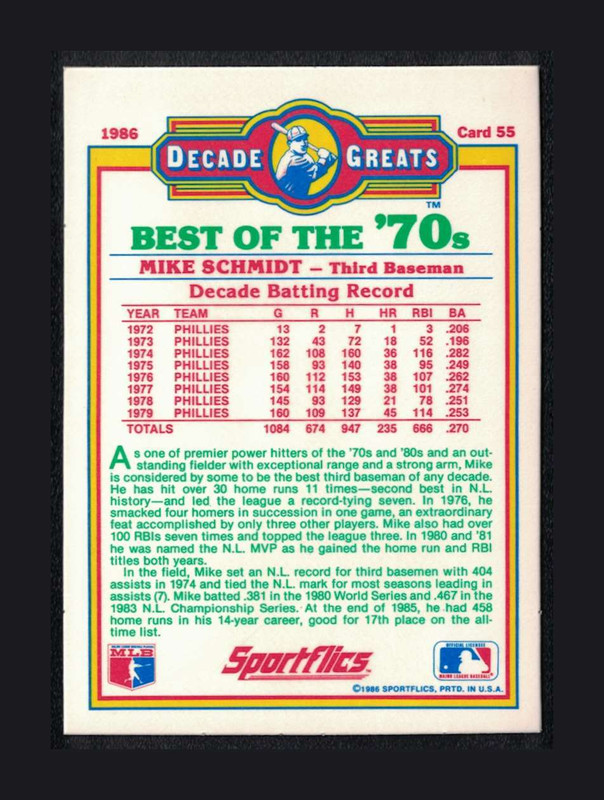 1986
Card 55
DECADE GREATS
TM
BEST OF THE '70s
MIKE SCHMIDT – Third Baseman
Decade Batting Record
YEAR TEAM G R H HR RBI BA
1972 PHILLIES 13 2 7 1 3 .206
1973 PHILLIES 132 43 72 18 52 .196
1974 PHILLIES 162 108 160 36 116 .282
1975 PHILLIES 158 93 140 38 95 .249
1976 PHILLIES 160 112 153 38 107 .262
1977 PHILLIES 154 114 149 38 101 .274
1978 PHILLIES 145 93 129 21 78 .251
1979 PHILLIES 160 109 137 45 114 .253
TOTALS 1084 674 947 235 666 .270
As one of premier power hitters of the '70s and '80s and an out-
standing fielder with exceptional range and a strong arm, Mike
is considered by some to be the best third baseman of any decade.
He has hit over 30 home runs 11 times—second best in N.L.
history—and led the league a record-tying seven. In 1976, he
smacked four homers in succession in one game, an extraordinary
feat accomplished by only three other players. Mike also had over
100 RBIs seven times and topped the league three. In 1980 and '81
he was named the N.L. MVP as he gained the home run and RBI
titles both years.
In the field, Mike set an N.L. record for third basemen with 404
assists in 1974 and tied the N.L. mark for most seasons leading in
assists (7). Mike batted .381 in the 1980 World Series and .467 in the
1983 N.L. Championship Series. At the end of 1985, he had 458
home runs in his 14-year career, good for 17th place on the all-
time list.
MAJOR LEAGUE BASEBALL PLAYERS
MLB
Sportflics
OFFICIAL LICENSEE
MAJOR LEAGUE BASEBALL
©1986 SPORTFLICS, PRTD. IN U.S.A.